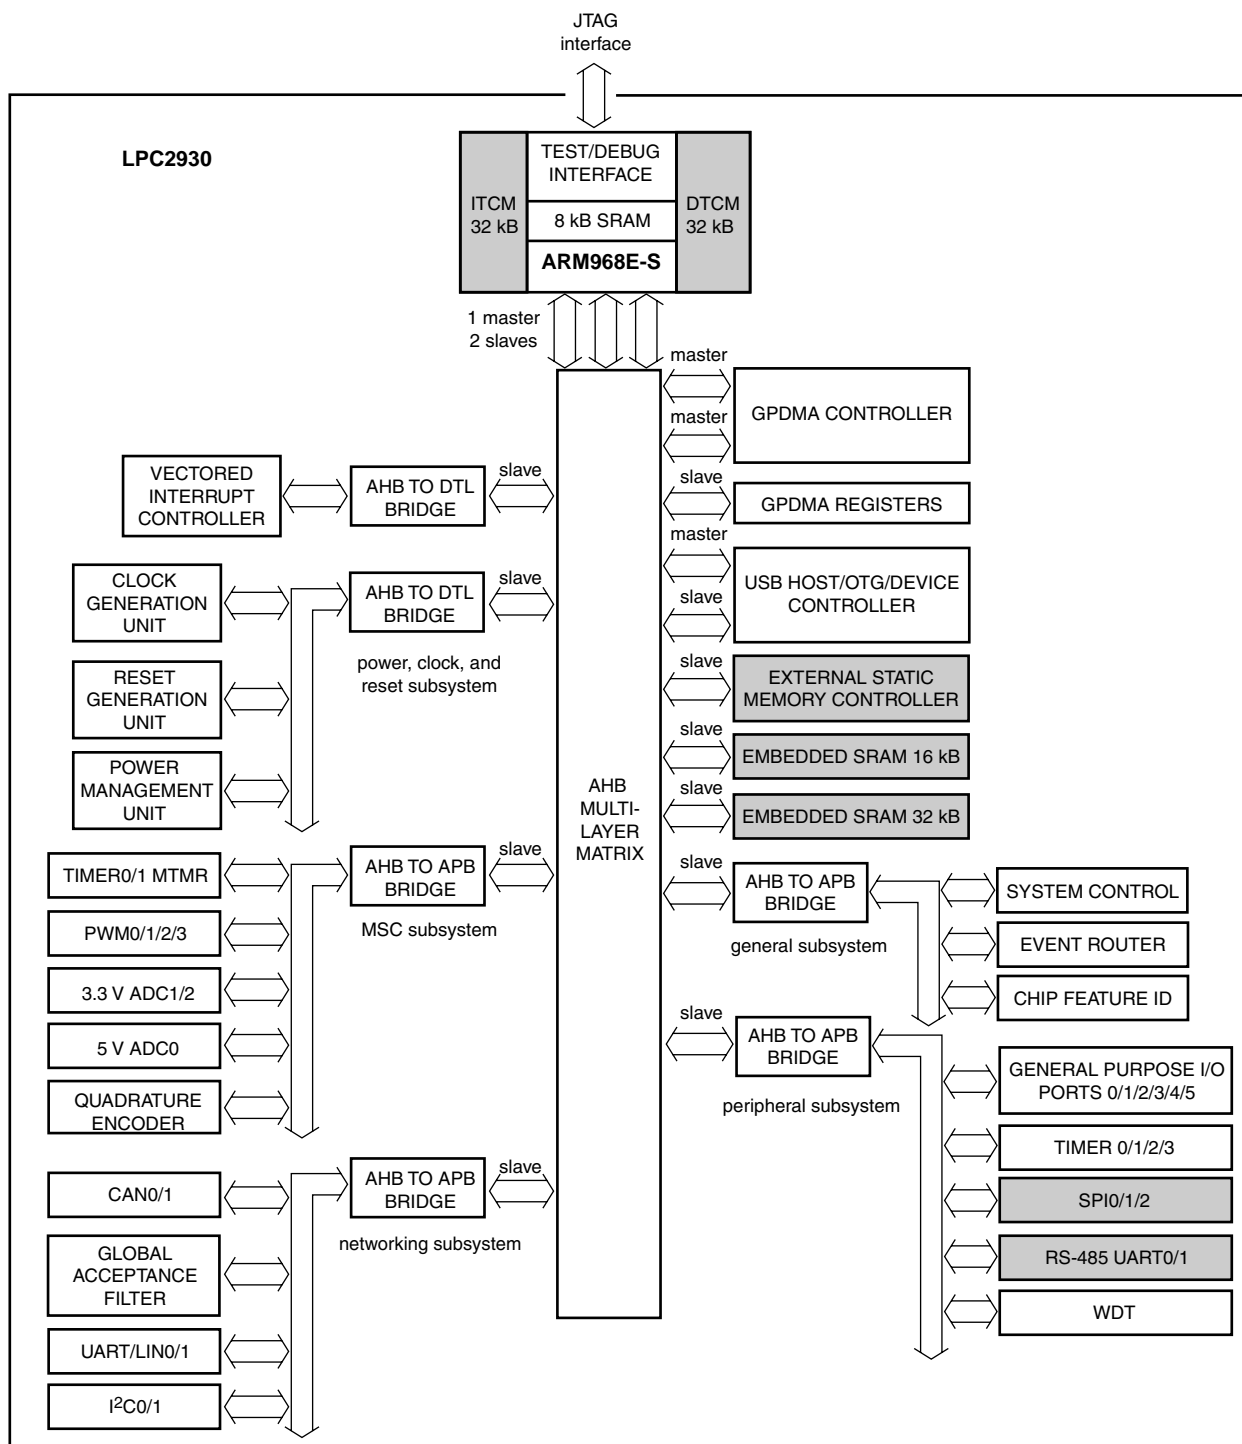 JTAG
interface
LPC2930
TEST/DEBUG
INTERFACE
ITCM
32 kB
DTCM
32 kB
8 kB SRAM
ARM968E-S
1 master
2 slaves
master
GPDMA CONTROLLER
master
slave
GPDMA REGISTERS
master
USB HOST/OTG/DEVICE
CONTROLLER
slave
slave
EXTERNAL STATIC
MEMORY CONTROLLER
slave
EMBEDDED SRAM 16 kB
slave
EMBEDDED SRAM 32 kB
AHB
MULTI-
LAYER
MATRIX
VECTORED
INTERRUPT
CONTROLLER
AHB TO DTL
BRIDGE
slave
CLOCK
GENERATION
UNIT
AHB TO DTL
BRIDGE
slave
power, clock, and
reset subsystem
RESET
GENERATION
UNIT
POWER
MANAGEMENT
UNIT
TIMER0/1 MTMR
AHB TO APB
BRIDGE
slave
MSC subsystem
PWM0/1/2/3
3.3 V ADC1/2
5 V ADC0
QUADRATURE
ENCODER
CAN0/1
AHB TO APB
BRIDGE
slave
networking subsystem
GLOBAL
ACCEPTANCE
FILTER
UART/LIN0/1
I2C0/1
slave
AHB TO APB
BRIDGE
general subsystem
SYSTEM CONTROL
EVENT ROUTER
CHIP FEATURE ID
slave
AHB TO APB
BRIDGE
peripheral subsystem
GENERAL PURPOSE I/O
PORTS 0/1/2/3/4/5
TIMER 0/1/2/3
SPI0/1/2
RS-485 UART0/1
WDT